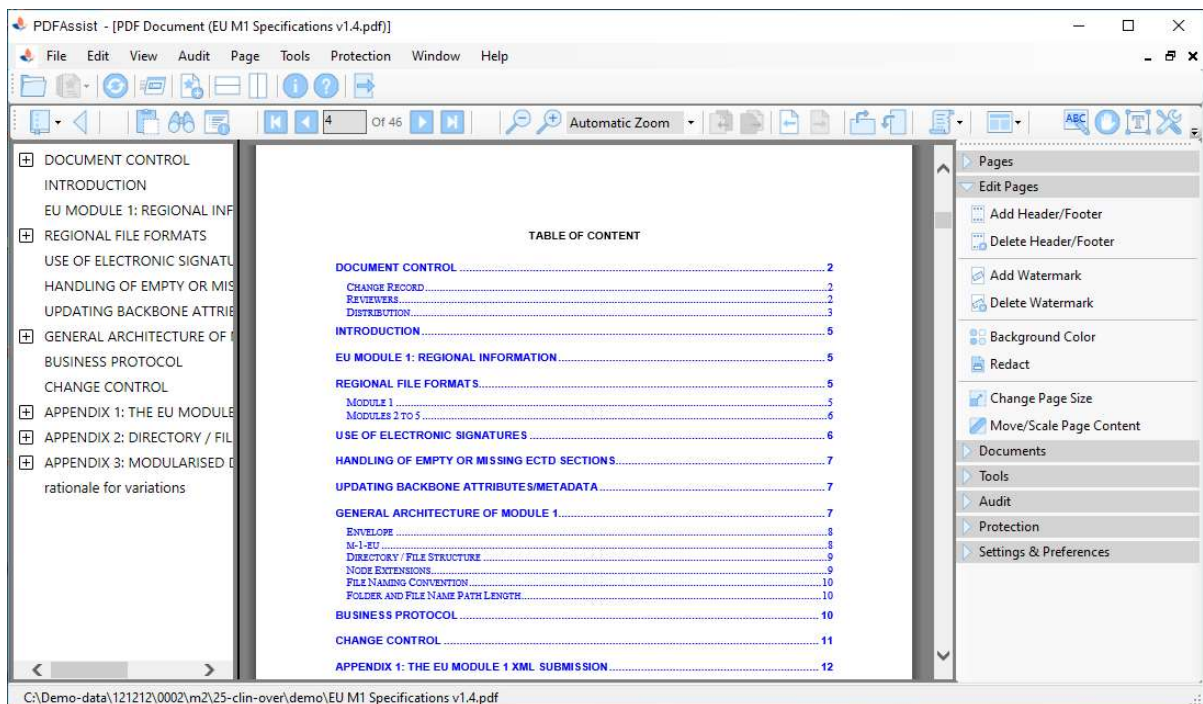 PDFAssist - [PDF Document (EU M1 Specifications v1.4.pdf)]
File Edit View Audit Page Tools Protection Window Help
4 Of 46 Automatic Zoom ABC T
DOCUMENT CONTROL
INTRODUCTION
EU MODULE 1: REGIONAL INF
REGIONAL FILE FORMATS
USE OF ELECTRONIC SIGNATU
HANDLING OF EMPTY OR MIS
UPDATING BACKBONE ATTRIE
GENERAL ARCHITECTURE OF
BUSINESS PROTOCOL
CHANGE CONTROL
APPENDIX 1: THE EU MODULE
APPENDIX 2: DIRECTORY / FIL
APPENDIX 3: MODULARISED D
rationale for variations
TABLE OF CONTENT
DOCUMENT CONTROL 2
CHANGE RECORD 2
REVIEWERS 2
DISTRIBUTION 3
INTRODUCTION 5
EU MODULE 1: REGIONAL INFORMATION 5
REGIONAL FILE FORMATS 5
MODULE 1 5
MODULES 2 TO 5 6
USE OF ELECTRONIC SIGNATURES 6
HANDLING OF EMPTY OR MISSING ECTD SECTIONS 7
UPDATING BACKBONE ATTRIBUTES/METADATA 7
GENERAL ARCHITECTURE OF MODULE 1 7
ENVELOPE 8
M-1-EU 8
DIRECTORY / FILE STRUCTURE 9
NODE EXTENSIONS 9
FILE NAMING CONVENTION 10
FOLDER AND FILE NAME PATH LENGTH 10
BUSINESS PROTOCOL 10
CHANGE CONTROL 11
APPENDIX 1: THE EU MODULE 1 XML SUBMISSION 12
Pages
Edit Pages
Add Header/Footer
Delete Header/Footer
Add Watermark
Delete Watermark
Background Color
Redact
Change Page Size
Move/Scale Page Content
Documents
Tools
Audit
Protection
Settings & Preferences
C:\Demo-data\121212\0002\m2\25-clin-over\demo\EU M1 Specifications v1.4.pdf